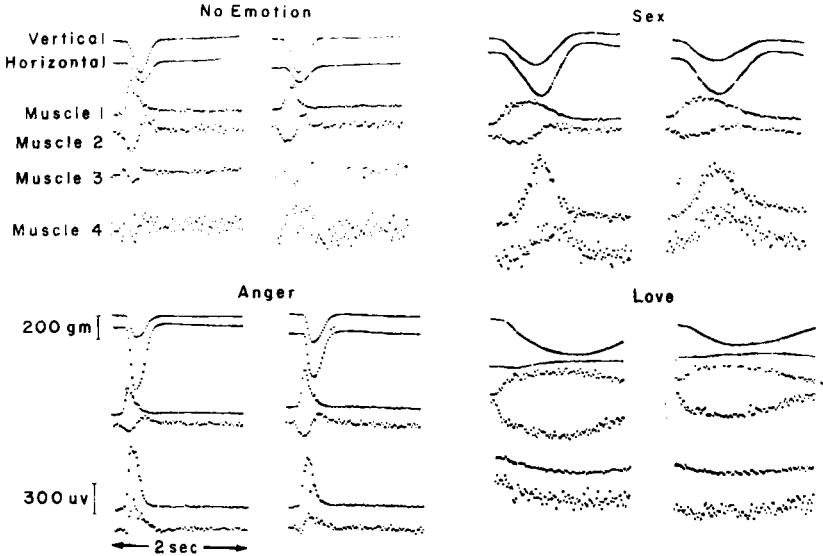 No Emotion
Sex
Vertical
Horizontal
Muscle 1
Muscle 2
Muscle 3
Muscle 4
Anger
Love
200 gm
300 uv
2 sec